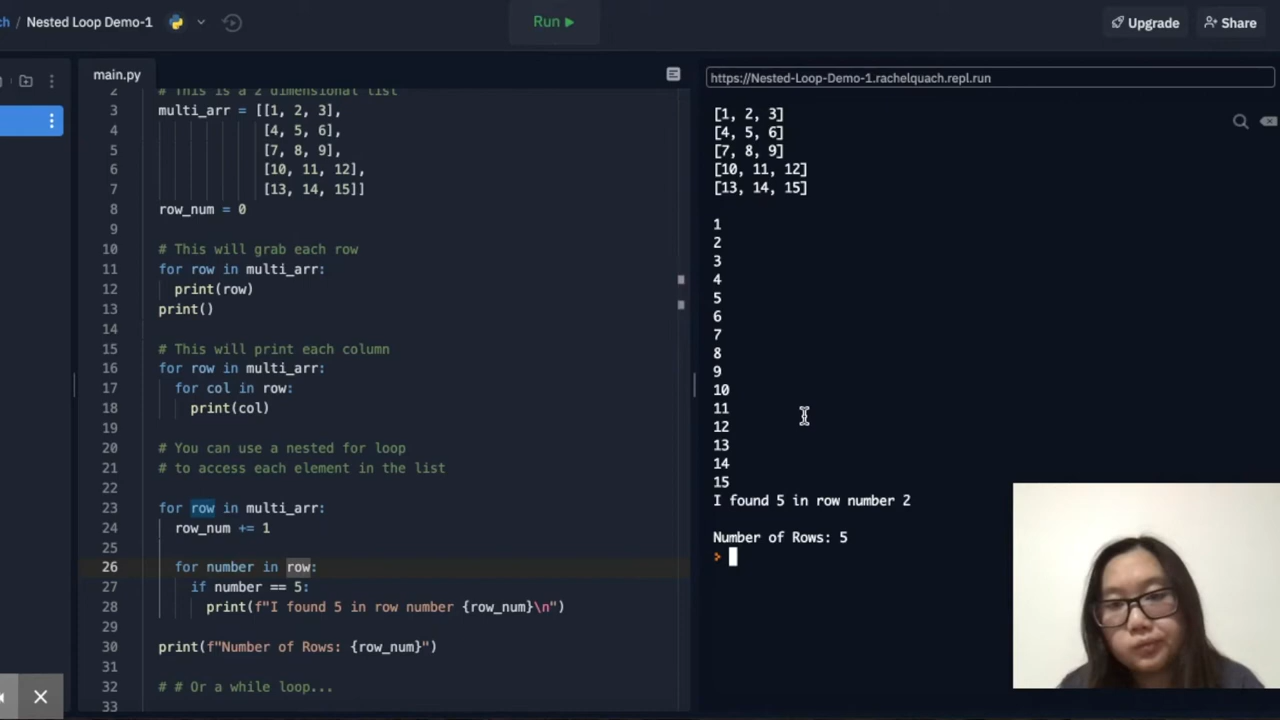 ch / Nested Loop Demo-1
Run
Upgrade
Share
main.py
https://Nested-Loop-Demo-1.rachelquach.repl.run
2 # This is a 2 dimensional list
3 multi_arr = [[1, 2, 3],
4 [4, 5, 6],
5 [7, 8, 9],
6 [10, 11, 12],
7 [13, 14, 15]]
8 row_num = 0
9
10 # This will grab each row
11 for row in multi_arr:
12 print(row)
13 print()
14
15 # This will print each column
16 for row in multi_arr:
17 for col in row:
18 print(col)
19
20 # You can use a nested for loop
21 # to access each element in the list
22
23 for row in multi_arr:
24 row_num += 1
25
26 for number in row:
27 if number == 5:
28 print(f"I found 5 in row number {row_num}\n")
29
30 print(f"Number of Rows: {row_num}")
31
32 # # Or a while loop...
33
[1, 2, 3]
[4, 5, 6]
[7, 8, 9]
[10, 11, 12]
[13, 14, 15]
1
2
3
4
5
6
7
8
9
10
11
12
13
14
15
I found 5 in row number 2
Number of Rows: 5
>